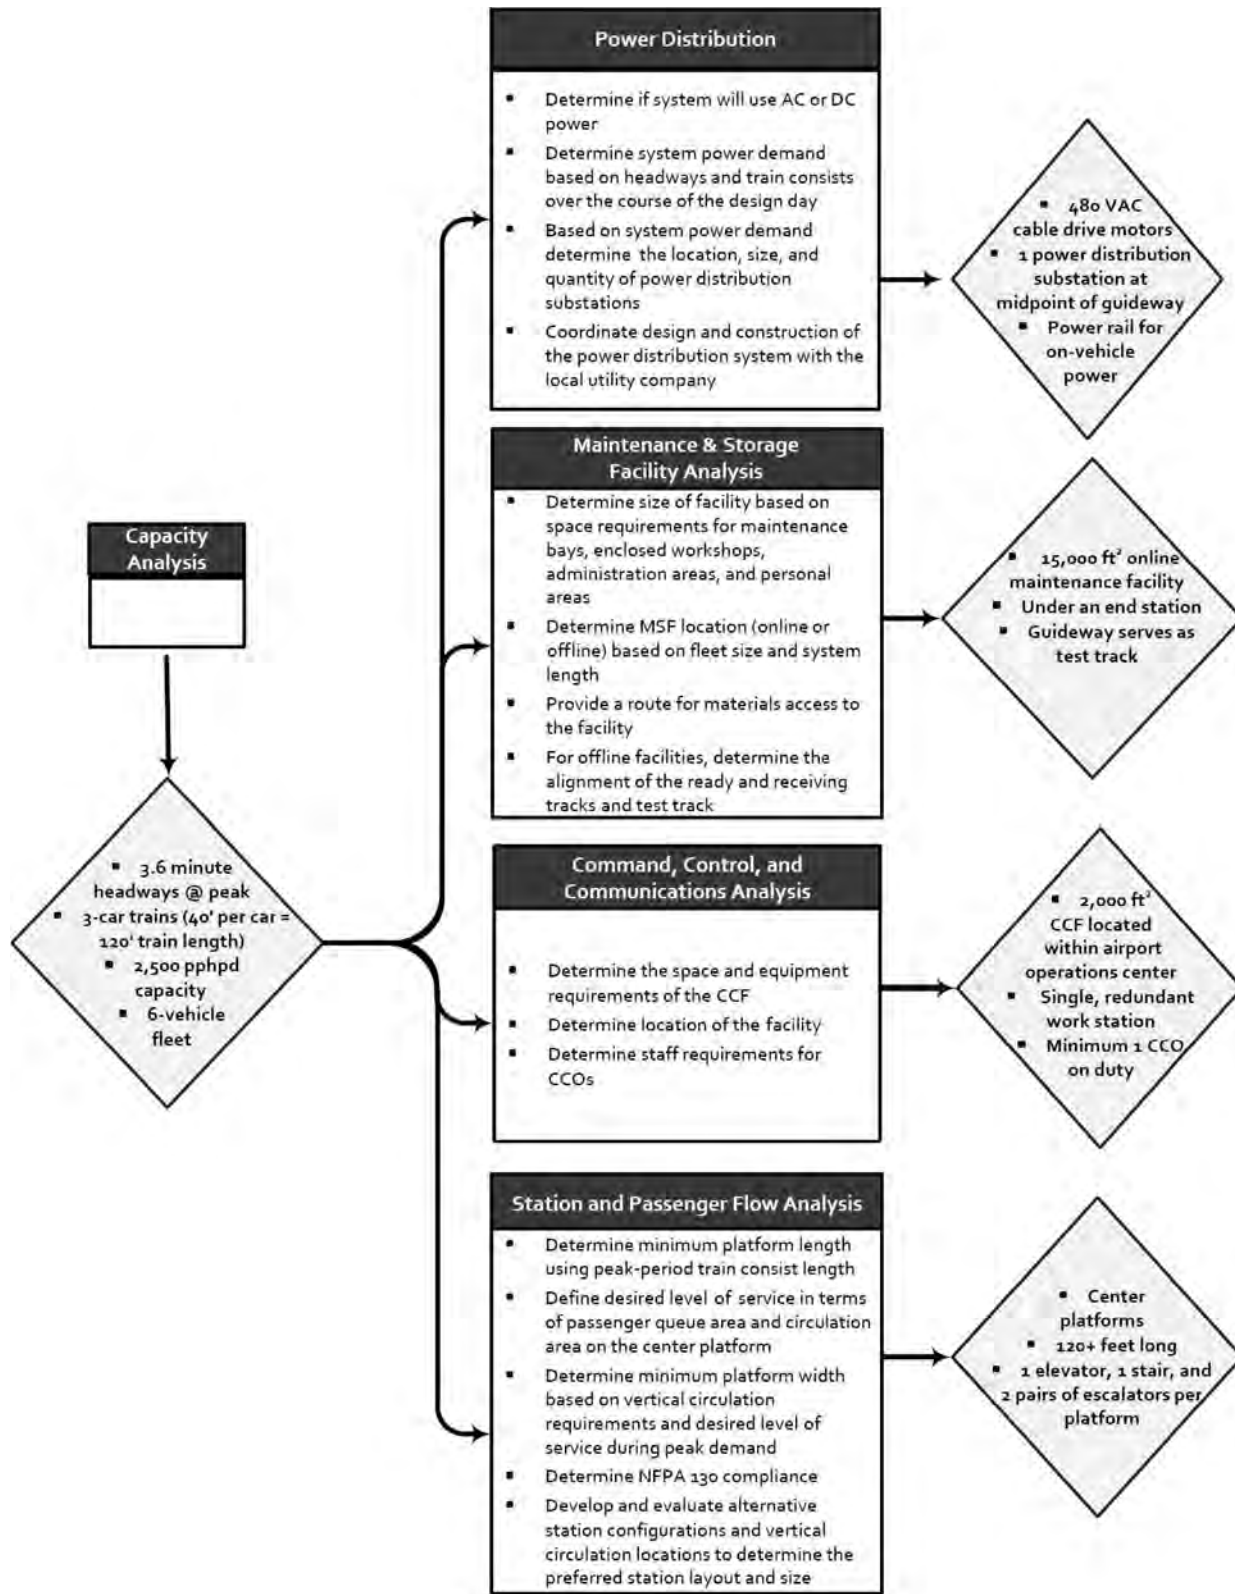 Power Distribution
▪ Determine if system will use AC or DC
power
▪ Determine system power demand
based on headways and train consists
over the course of the design day
▪ Based on system power demand
determine the location, size, and
quantity of power distribution
substations
▪ Coordinate design and construction of
the power distribution system with the
local utility company
▪ 480 VAC
cable drive motors
▪ 1 power distribution
substation at
midpoint of guideway
▪ Power rail for
on-vehicle
power
Maintenance & Storage
Facility Analysis
▪ Determine size of facility based on
space requirements for maintenance
bays, enclosed workshops,
administration areas, and personal
areas
▪ Determine MSF location (online or
offline) based on fleet size and system
length
▪ Provide a route for materials access to
the facility
▪ For offline facilities, determine the
alignment of the ready and receiving
tracks and test track
▪ 15,000 ft² online
maintenance facility
▪ Under an end station
▪ Guideway serves as
test track
Capacity
Analysis
▪ 3.6 minute
headways @ peak
▪ 3-car trains (40' per car =
120' train length)
▪ 2,500 pphpd
capacity
▪ 6-vehicle
fleet
Command, Control, and
Communications Analysis
▪ Determine the space and equipment
requirements of the CCF
▪ Determine location of the facility
▪ Determine staff requirements for
CCOs
▪ 2,000 ft²
CCF located
within airport
operations center
▪ Single, redundant
work station
▪ Minimum 1 CCO
on duty
Station and Passenger Flow Analysis
▪ Determine minimum platform length
using peak-period train consist length
▪ Define desired level of service in terms
of passenger queue area and circulation
area on the center platform
▪ Determine minimum platform width
based on vertical circulation
requirements and desired level of
service during peak demand
▪ Determine NFPA 130 compliance
▪ Develop and evaluate alternative
station configurations and vertical
circulation locations to determine the
preferred station layout and size
▪ Center
platforms
▪ 120+ feet long
▪ 1 elevator, 1 stair, and
2 pairs of escalators per
platform